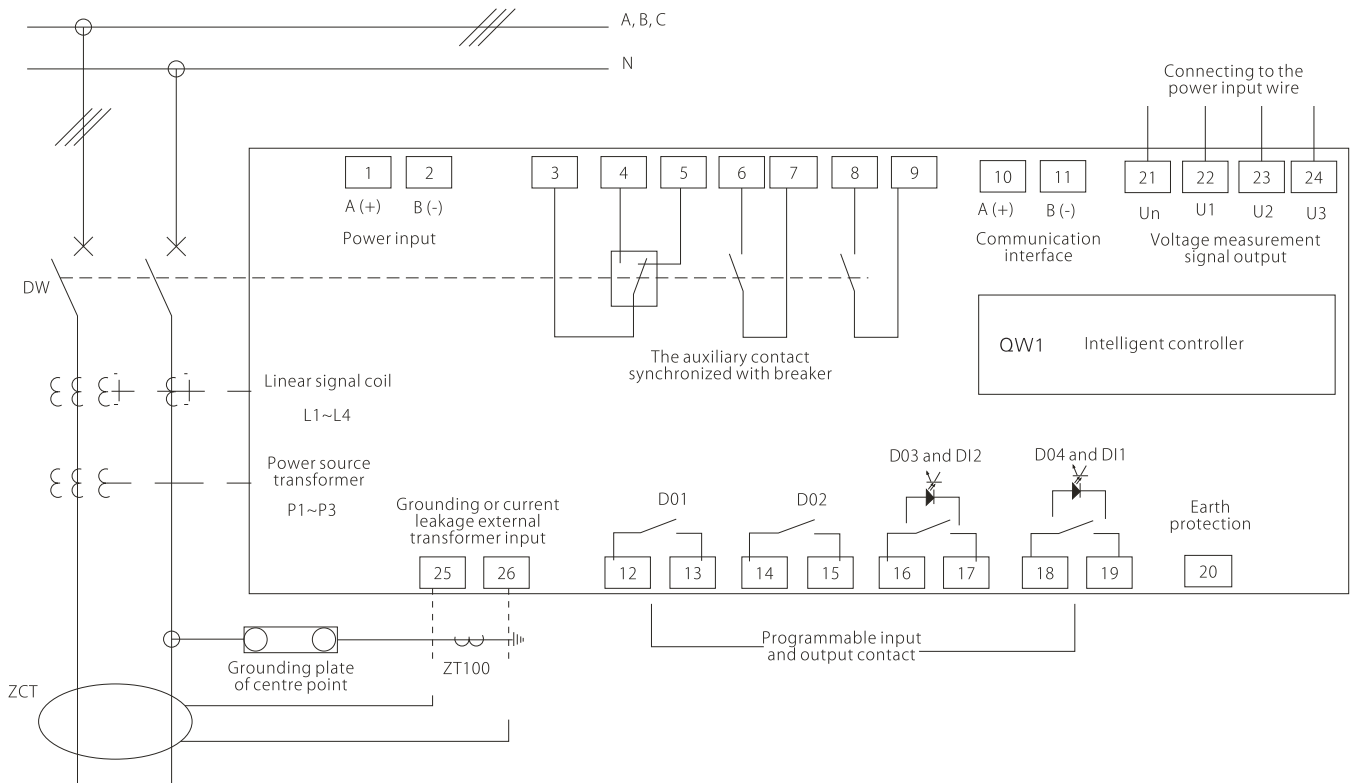 A, B, C
N
Connecting to the
power input wire
1
2
3
4
5
6
7
8
9
10
11
21
22
23
24
A (+)
B (-)
A (+)
B (-)
Un
U1
U2
U3
Power input
Communication
interface
Voltage measurement
signal output
DW
QW1
Intelligent controller
The auxiliary contact
synchronized with breaker
Linear signal coil
L1~L4
Power source
transformer
P1~P3
Grounding or current
leakage external
transformer input
D01
D02
D03 and DI2
D04 and DI1
Earth
protection
25
26
12
13
14
15
16
17
18
19
20
Programmable input
and output contact
Grounding plate
of centre point
ZT100
ZCT